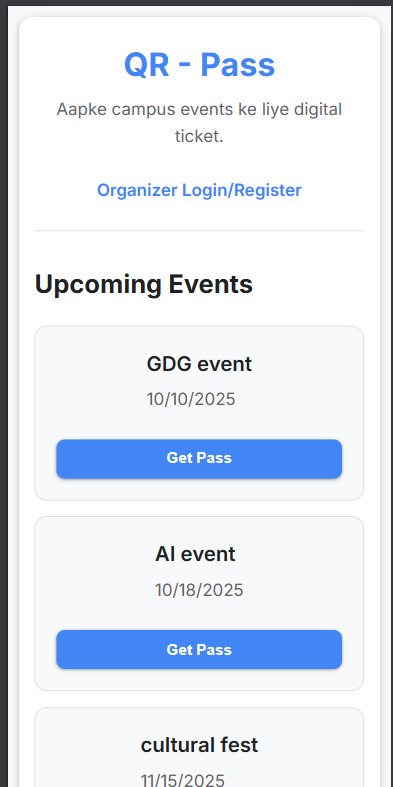 QR - Pass
Aapke campus events ke liye digital
ticket.
Organizer Login/Register
Upcoming Events
GDG event
10/10/2025
Get Pass
AI event
10/18/2025
Get Pass
cultural fest
11/15/2025